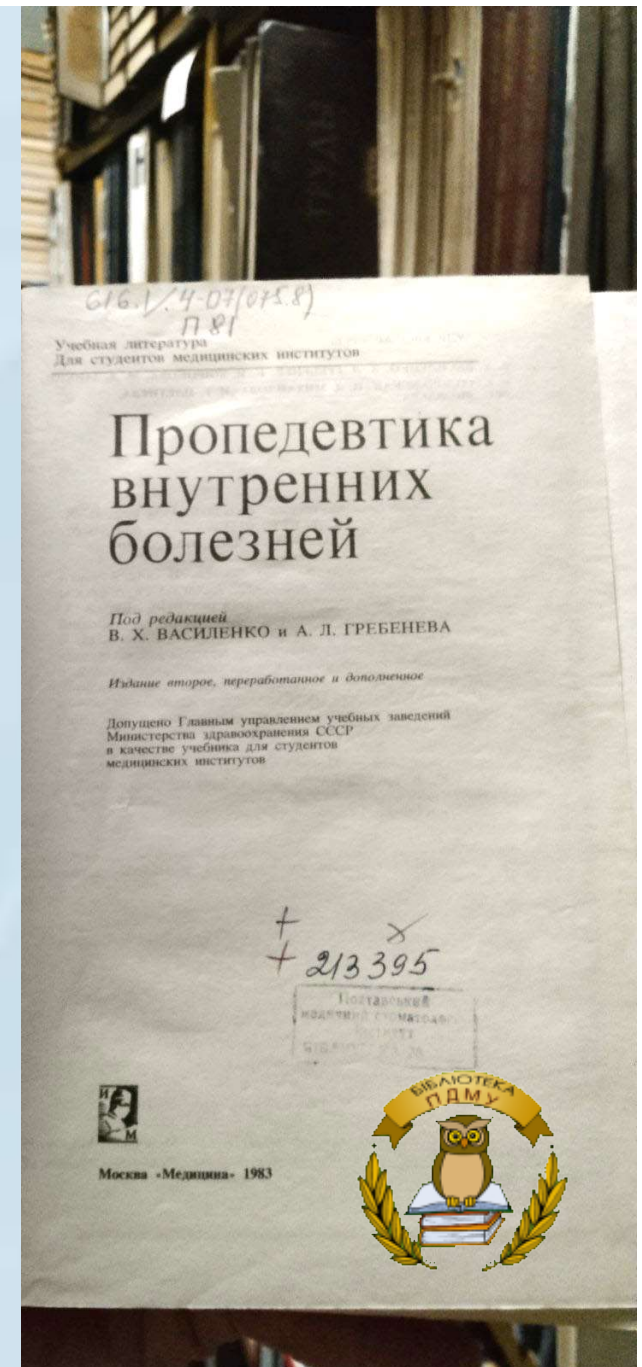 ТРУДЫ
616.1/.4-07(075.8)
П 81
Учебная литература
Для студентов медицинских институтов
Пропедевтика
внутренних
болезней
Под редакцией
В. Х. ВАСИЛЕНКО и А. Л. ГРЕБЕНЕВА
Издание второе, переработанное и дополненное
Допущено Главным управлением учебных заведений
Министерства здравоохранения СССР
в качестве учебника для студентов
медицинских институтов
+ х
+ 213395
Полтавський
БІБЛІОТЕКА
ПДМУ
И
М
Москва «Медицина» 1983